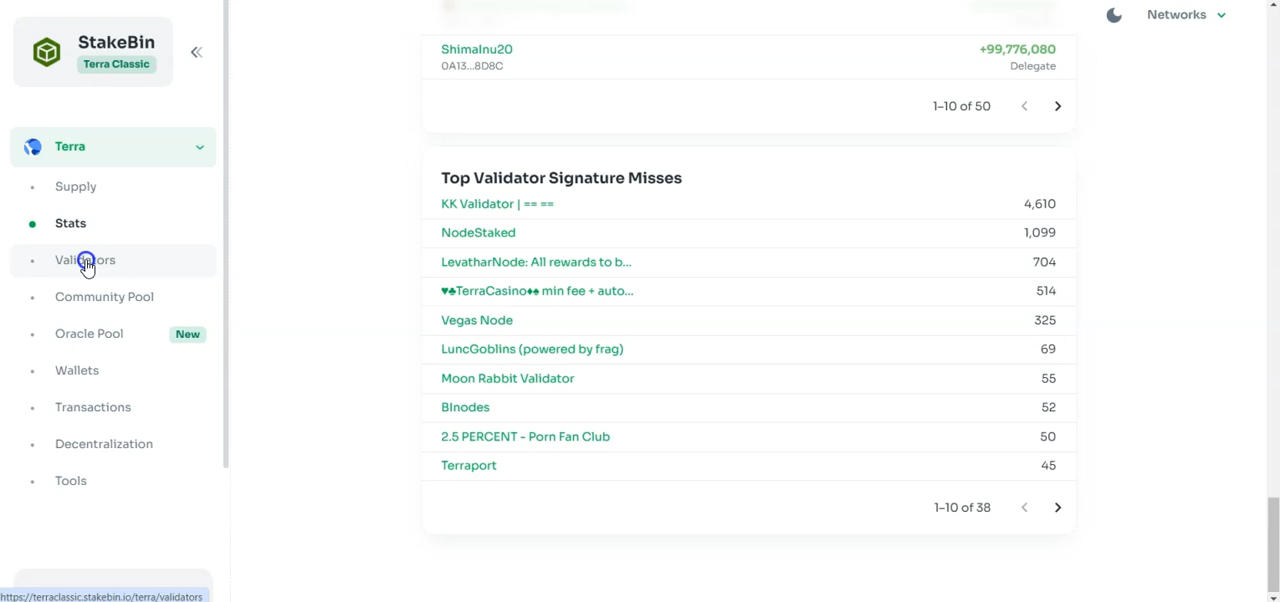 StakeBin
Terra Classic
Networks
Terra
Supply
Stats
Validators
Community Pool
Oracle Pool New
Wallets
Transactions
Decentralization
Tools
ShimaInu20 +99,776,080
0A13...8D8C Delegate
1–10 of 50
Top Validator Signature Misses
KK Validator | == == 4,610
NodeStaked 1,099
LevatharNode: All rewards to b... 704
♥♣TerraCasino♦♠ min fee + auto... 514
Vegas Node 325
LuncGoblins (powered by frag) 69
Moon Rabbit Validator 55
BInodes 52
2.5 PERCENT - Porn Fan Club 50
Terraport 45
1–10 of 38
https://terraclassic.stakebin.io/terra/validators